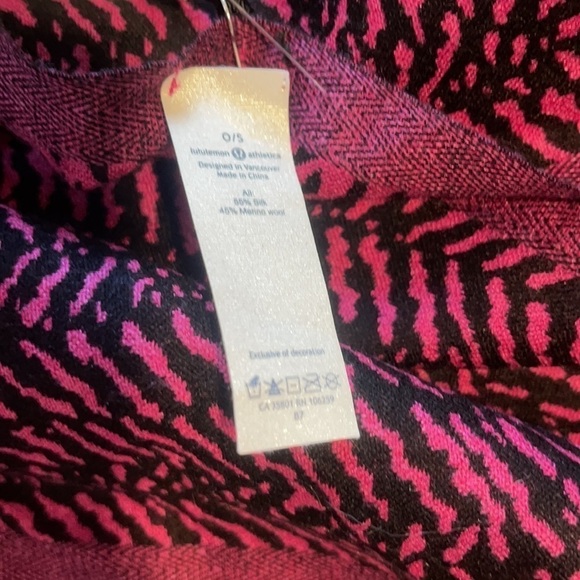 O/S
lululemon athletica
Designed in Vancouver
Made in China
All:
55% Silk
45% Merino wool
Exclusive of decoration
CA 35801 RN 106259
87